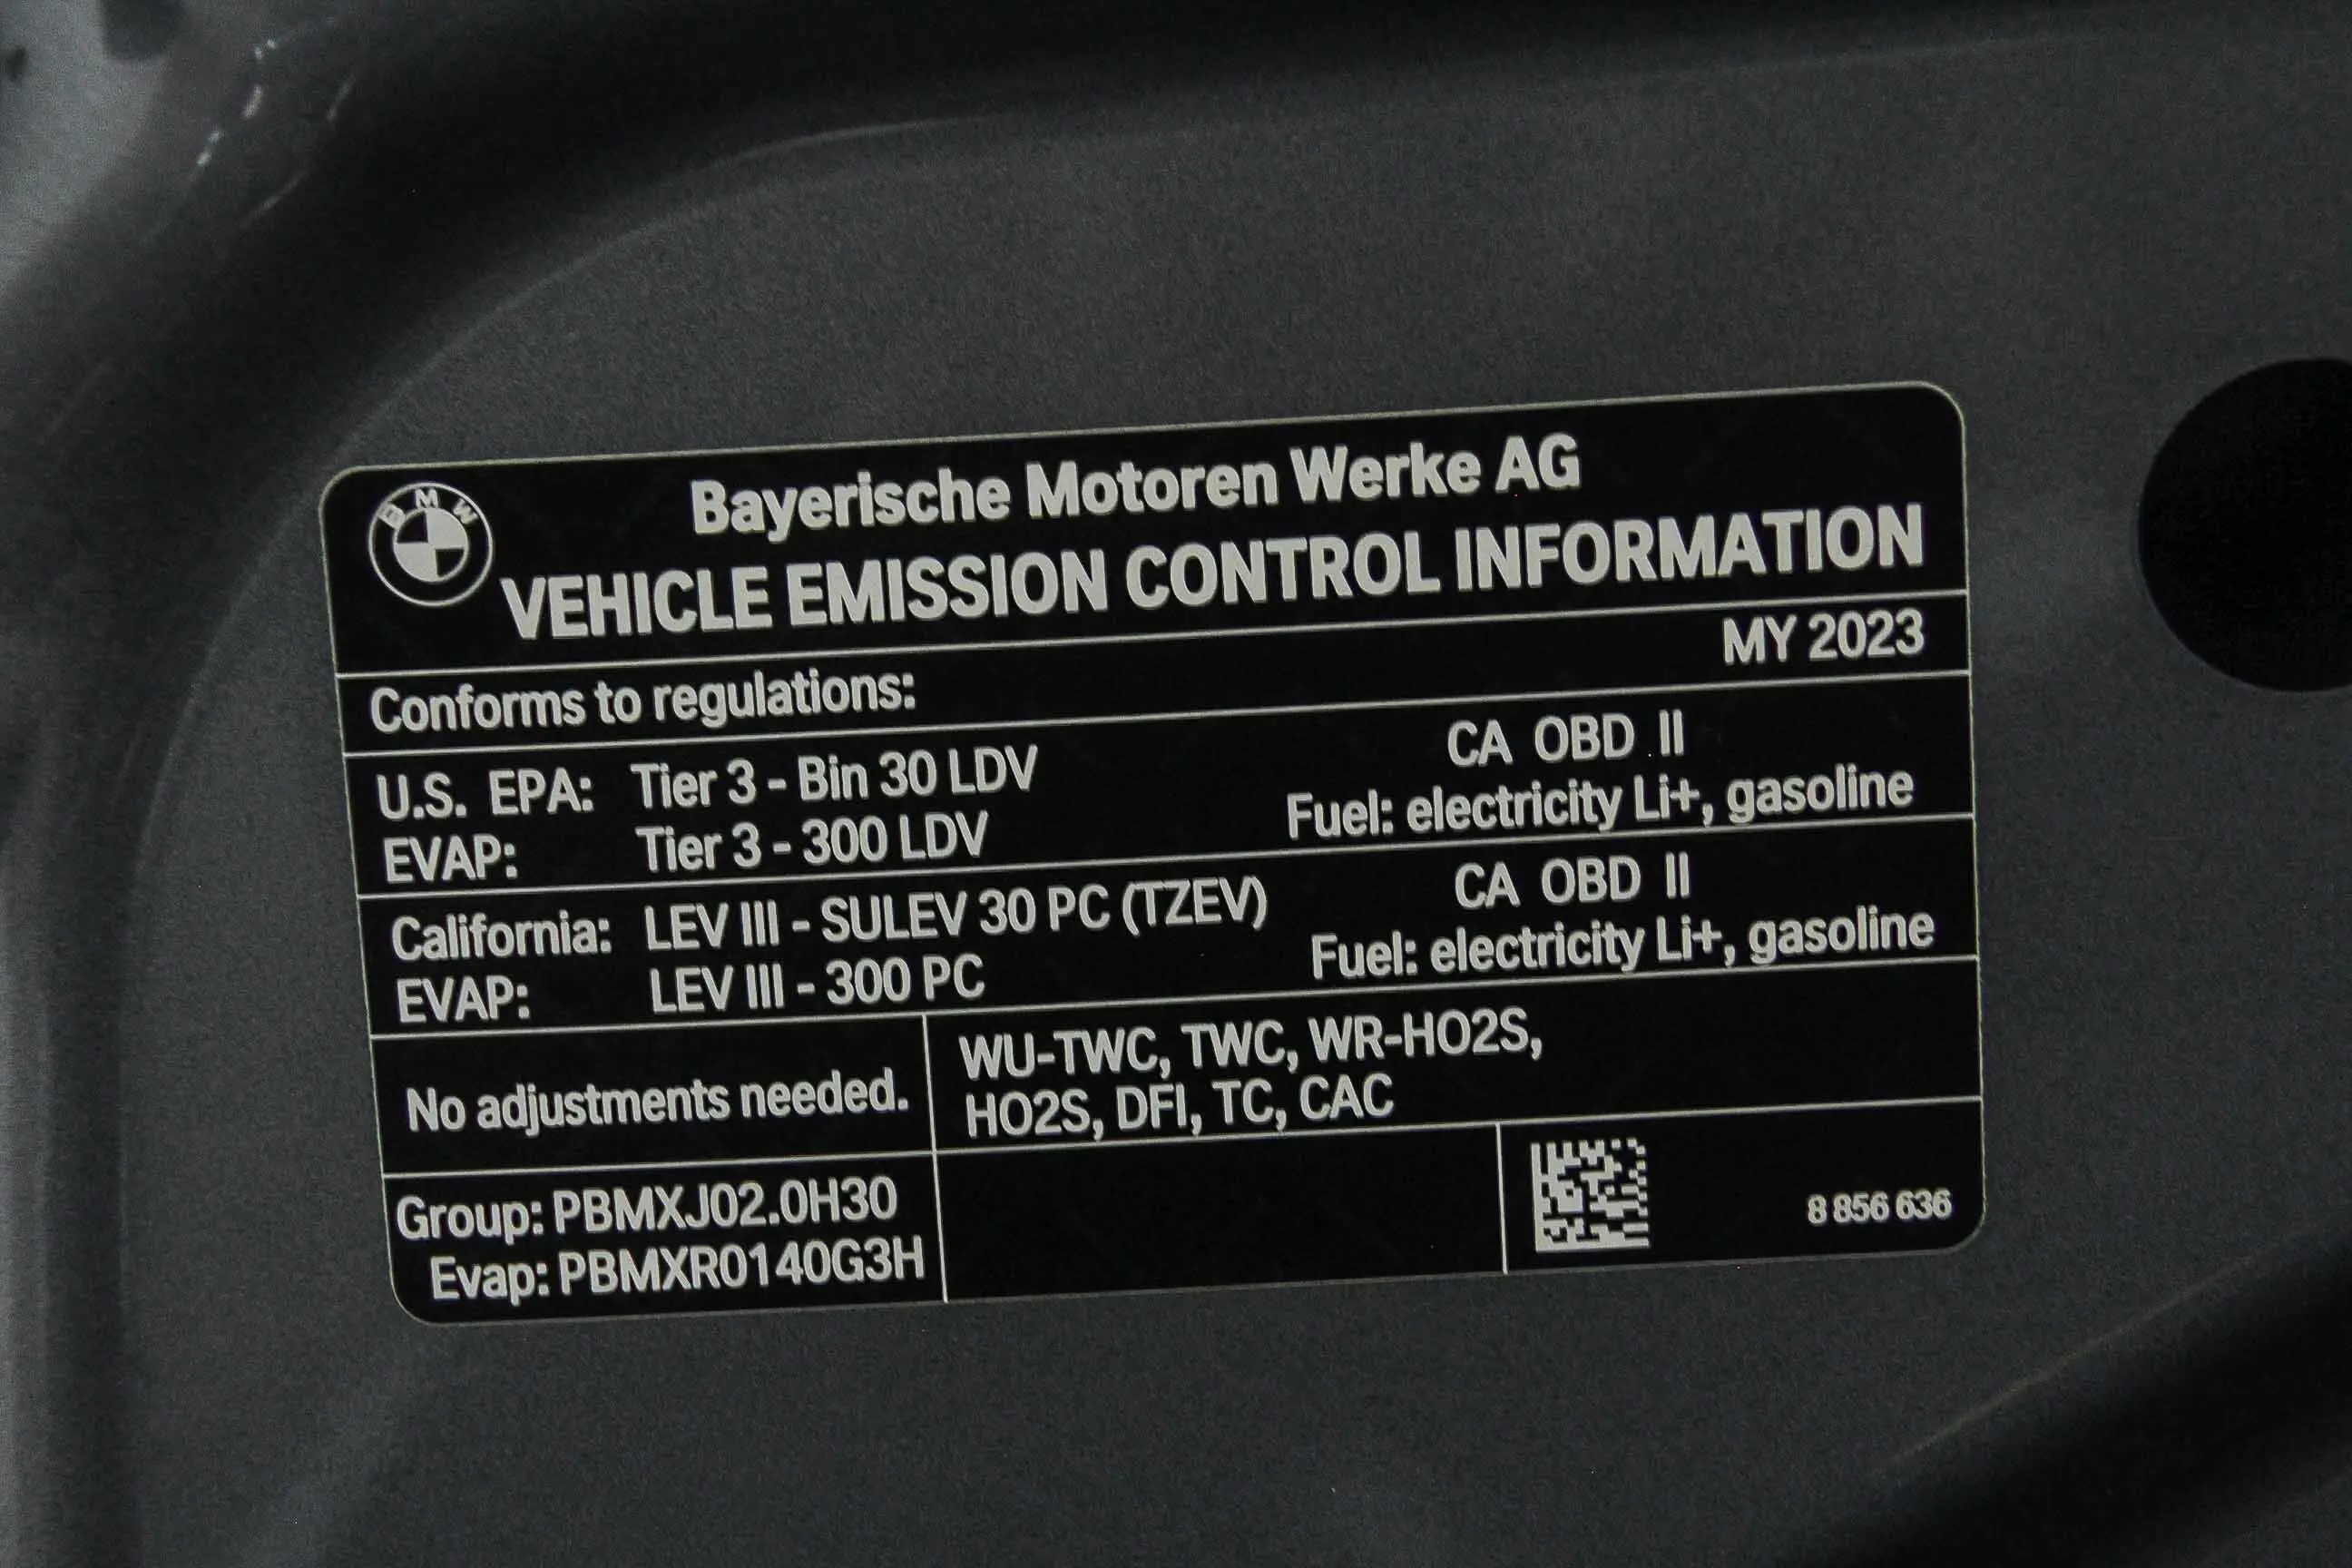 BMW
Bayerische Motoren Werke AG
VEHICLE EMISSION CONTROL INFORMATION
MY 2023
Conforms to regulations:
U.S. EPA: Tier 3 - Bin 30 LDV CA OBD II
EVAP: Tier 3 - 300 LDV Fuel: electricity Li+, gasoline
California: LEV III - SULEV 30 PC (TZEV) CA OBD II
EVAP: LEV III - 300 PC Fuel: electricity Li+, gasoline
No adjustments needed.
WU-TWC, TWC, WR-HO2S,
HO2S, DFI, TC, CAC
Group: PBMXJ02.0H30
Evap: PBMXR0140G3H
8 856 636